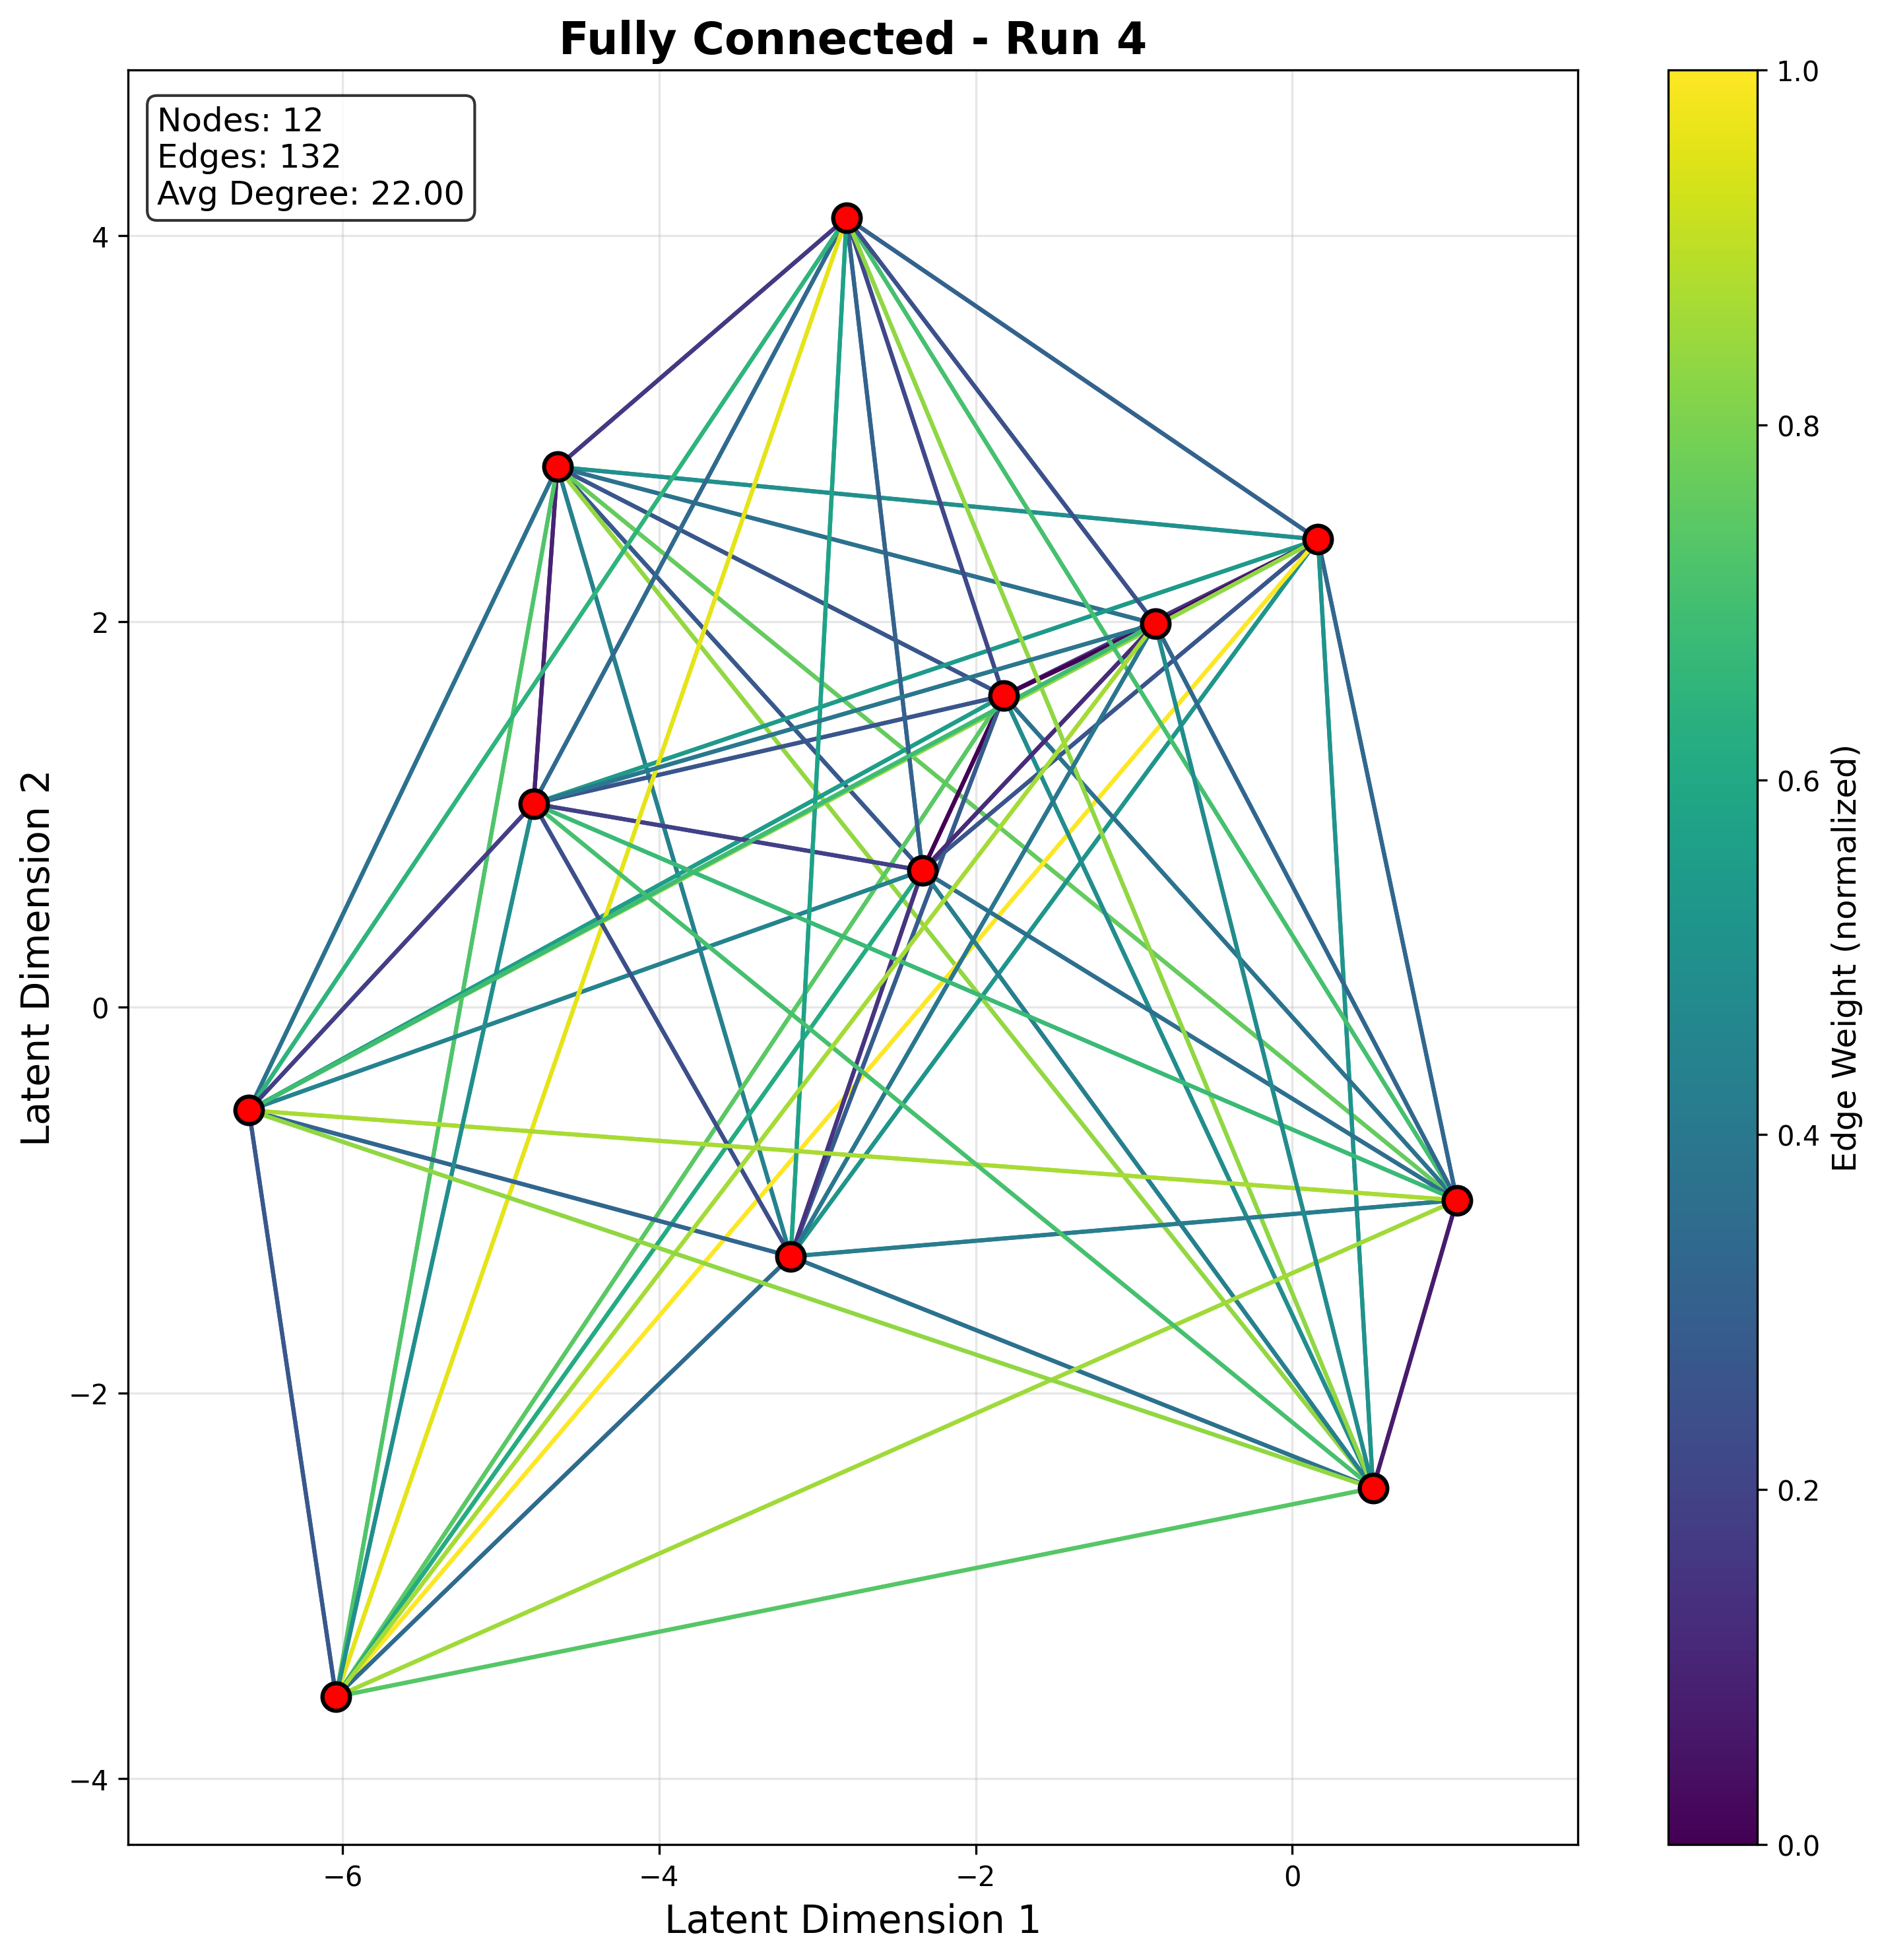 Fully Connected - Run 4
Nodes: 12
Edges: 132
Avg Degree: 22.00
4
2
0
−2
−4
Latent Dimension 2
−6
−4
−2
0
Latent Dimension 1
1.0
0.8
0.6
0.4
0.2
0.0
Edge Weight (normalized)